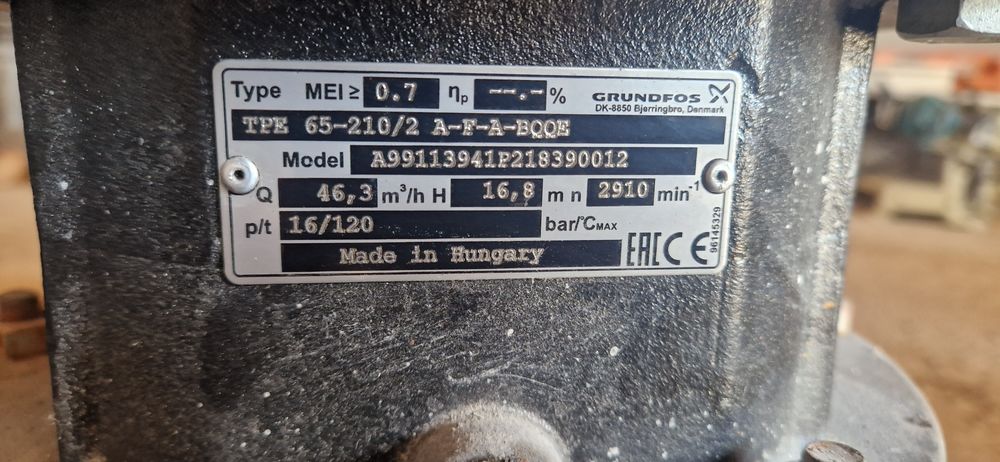 Type MEI ≥ 0.7 ηp --.-% GRUNDFOS
DK-8850 Bjerringbro, Denmark
TPE 65-210/2 A-F-A-BQQE
Model A99113941P218390012
Q 46,3 m³/h H 16,8 m n 2910 min⁻¹
p/t 16/120 bar/°CMAX
Made in Hungary EAC CE
96145329